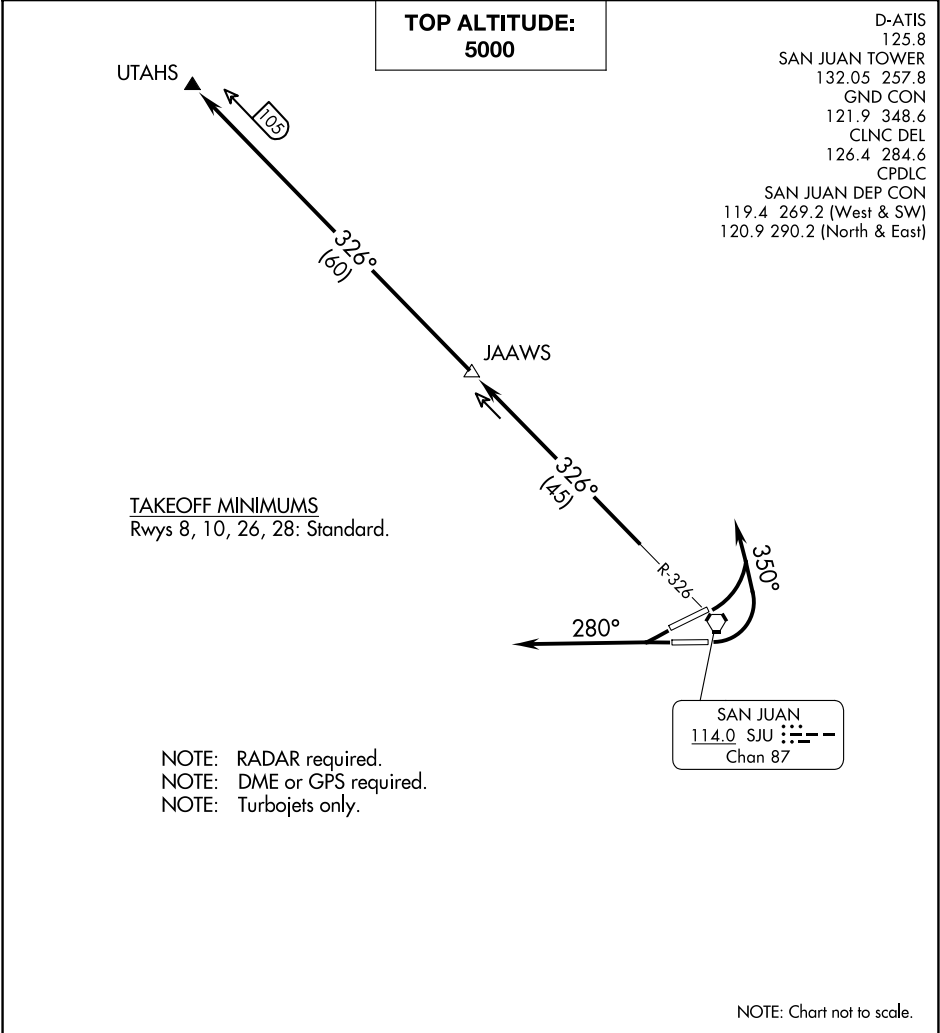 TOP ALTITUDE:
5000
D-ATIS
125.8
SAN JUAN TOWER
132.05 257.8
GND CON
121.9 348.6
CLNC DEL
126.4 284.6
CPDLC
SAN JUAN DEP CON
119.4 269.2 (West & SW)
120.9 290.2 (North & East)
UTAHS
105
326°
(60)
JAAWS
326°
(45)
TAKEOFF MINIMUMS
Rwys 8, 10, 26, 28: Standard.
R-326
350°
280°
SAN JUAN
114.0 SJU
Chan 87
NOTE: RADAR required.
NOTE: DME or GPS required.
NOTE: Turbojets only.
NOTE: Chart not to scale.